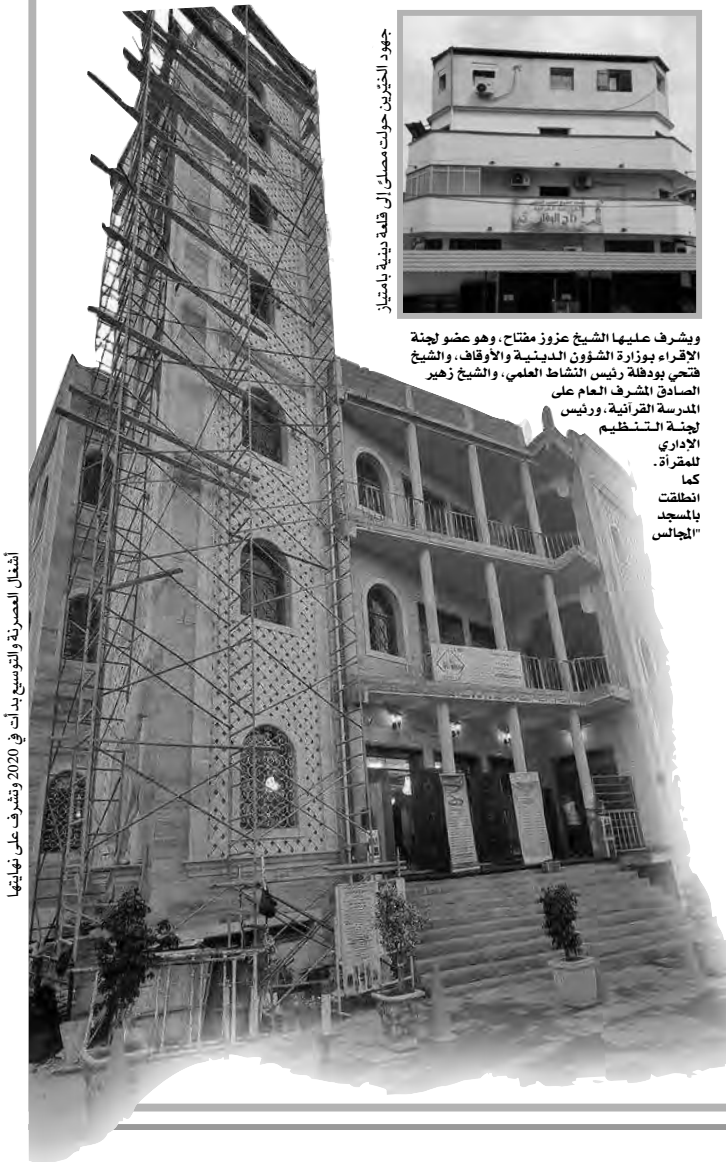 جهود الخيّرين حولت مصلىً إلى قلعة دينية بامتياز
ويشرف عليها الشيخ عزوز مفتاح، وهو عضو لجنة
الإقراء بوزارة الشؤون الدينية والأوقاف، والشيخ
فتحي بودفلة رئيس النشاط العلمي، والشيخ زهير
الصادق المشرف العام على
المدرسة القرآنية، ورئيس
لجنة التنظيم
الإداري
للمقرأة.
كما
انطلقت
بالمسجد
"المجالس
أشغال العصرنة والتوسيع بدأت في 2020 وتشرف على نهايتها